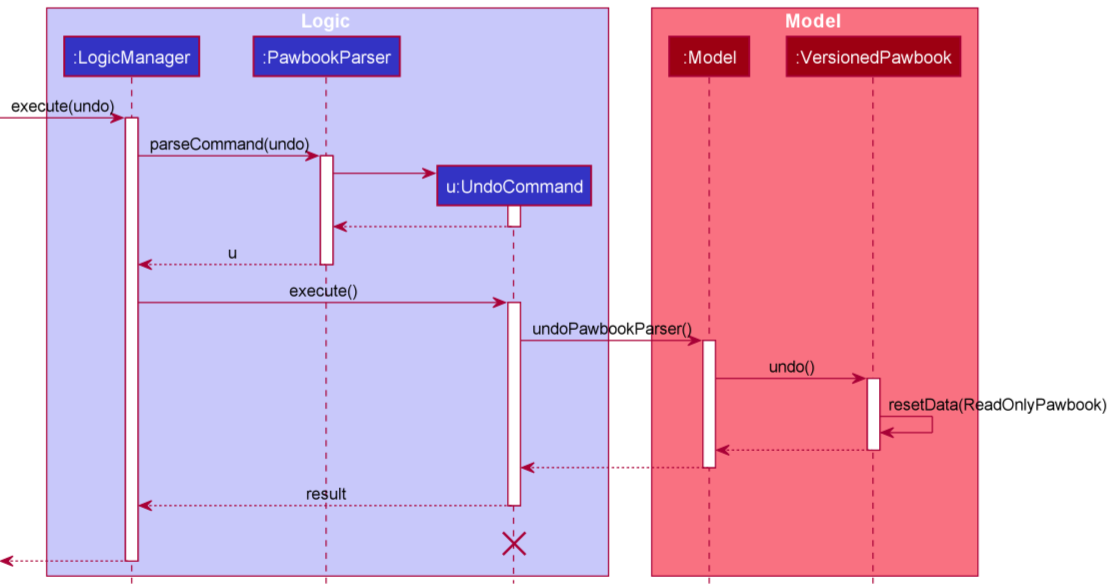 Logic
Model
:LogicManager
:PawbookParser
:Model
:VersionedPawbook
execute(undo)
parseCommand(undo)
u:UndoCommand
u
execute()
undoPawbookParser()
undo()
resetData(ReadOnlyPawbook)
result